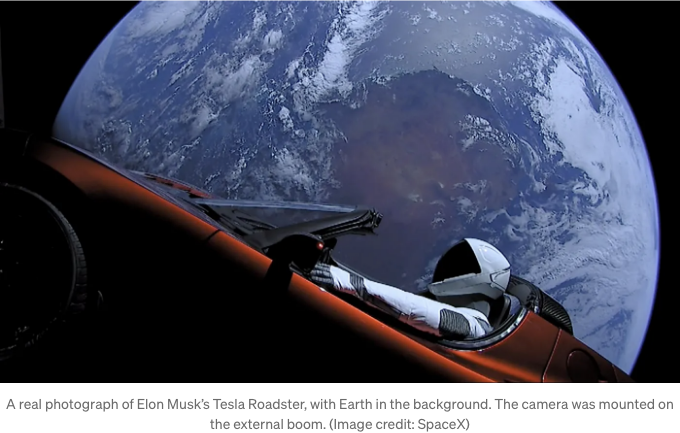 A real photograph of Elon Musk's Tesla Roadster, with Earth in the background. The camera was mounted on
the external boom. (Image credit: SpaceX)